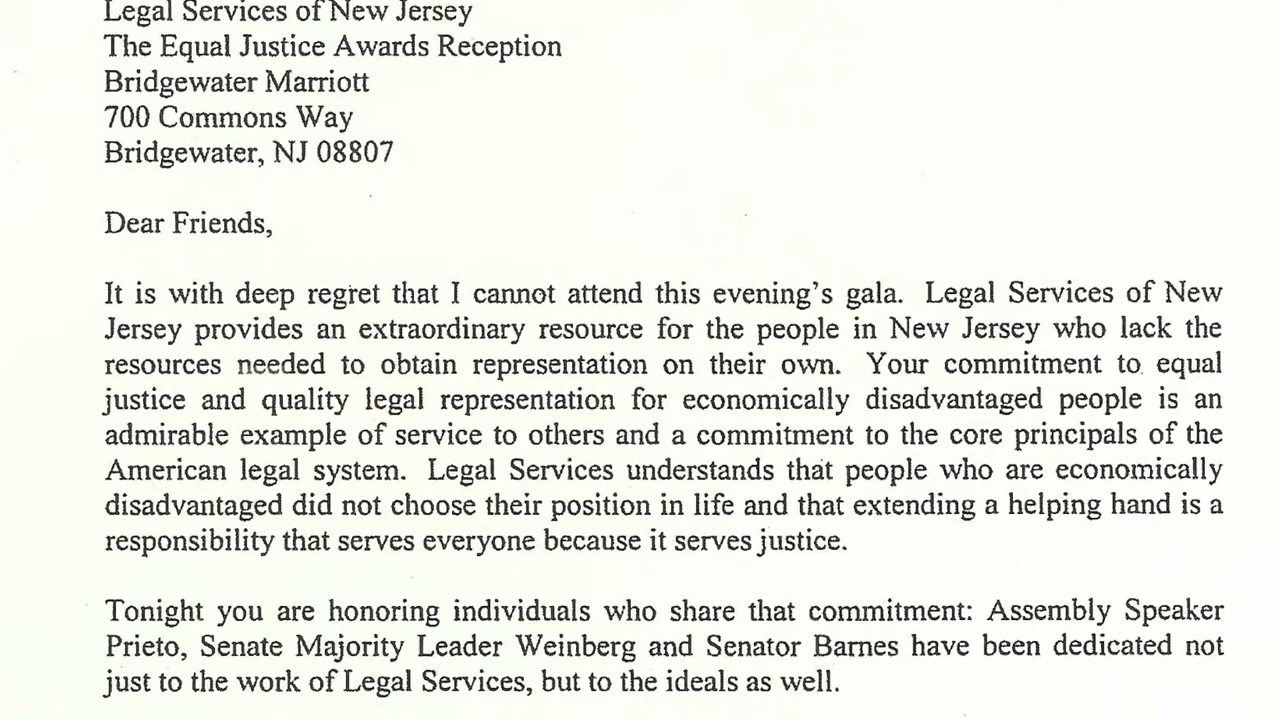 Legal Services of New Jersey
The Equal Justice Awards Reception
Bridgewater Marriott
700 Commons Way
Bridgewater, NJ 08807
Dear Friends,
It is with deep regret that I cannot attend this evening's gala. Legal Services of New
Jersey provides an extraordinary resource for the people in New Jersey who lack the
resources needed to obtain representation on their own. Your commitment to equal
justice and quality legal representation for economically disadvantaged people is an
admirable example of service to others and a commitment to the core principals of the
American legal system. Legal Services understands that people who are economically
disadvantaged did not choose their position in life and that extending a helping hand is a
responsibility that serves everyone because it serves justice.
Tonight you are honoring individuals who share that commitment: Assembly Speaker
Prieto, Senate Majority Leader Weinberg and Senator Barnes have been dedicated not
just to the work of Legal Services, but to the ideals as well.